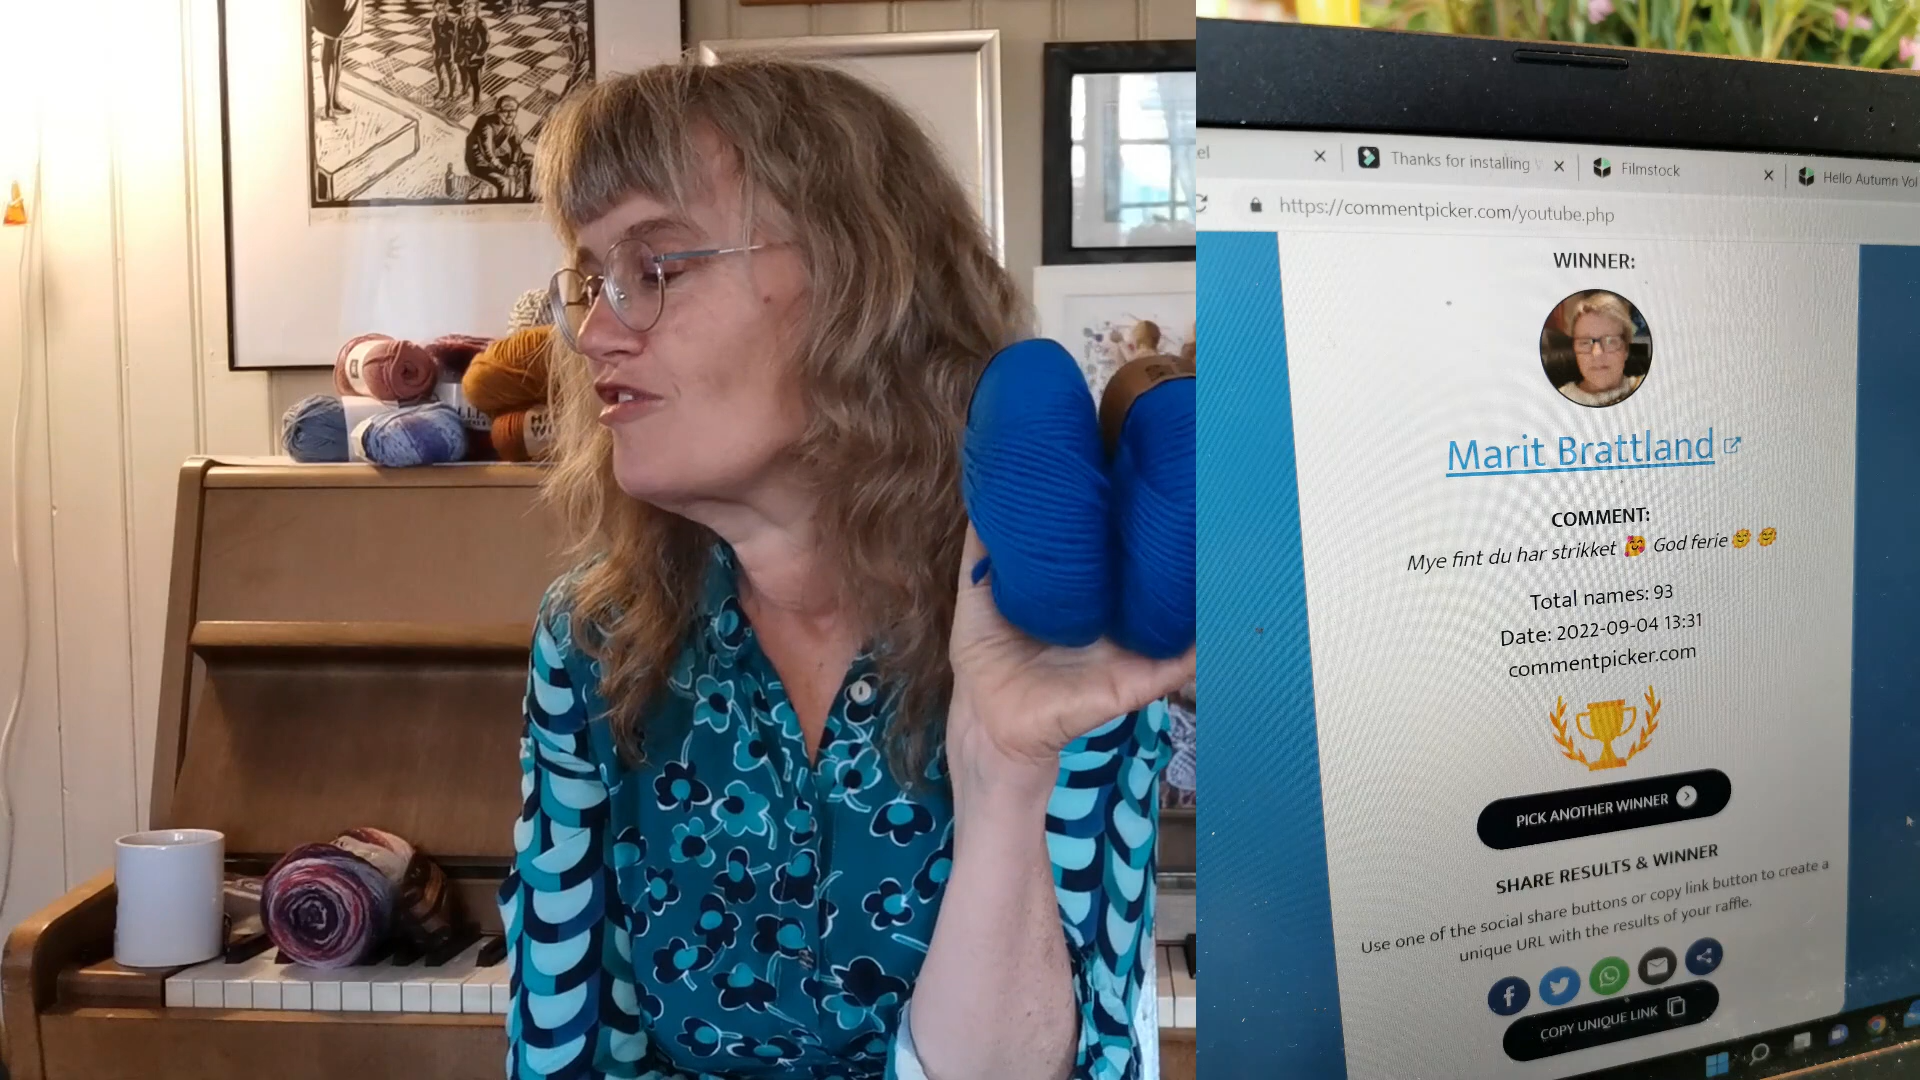 el
Thanks for installing
Filmstock
Hello Autumn Vol
https://commentpicker.com/youtube.php
WINNER:
Marit Brattland
COMMENT:
Mye fint du har strikket 🥰 God ferie🌞🌞
Total names: 93
Date: 2022-09-04 13:31
commentpicker.com
PICK ANOTHER WINNER
SHARE RESULTS & WINNER
Use one of the social share buttons or copy link button to create a
unique URL with the results of your raffle.
COPY UNIQUE LINK